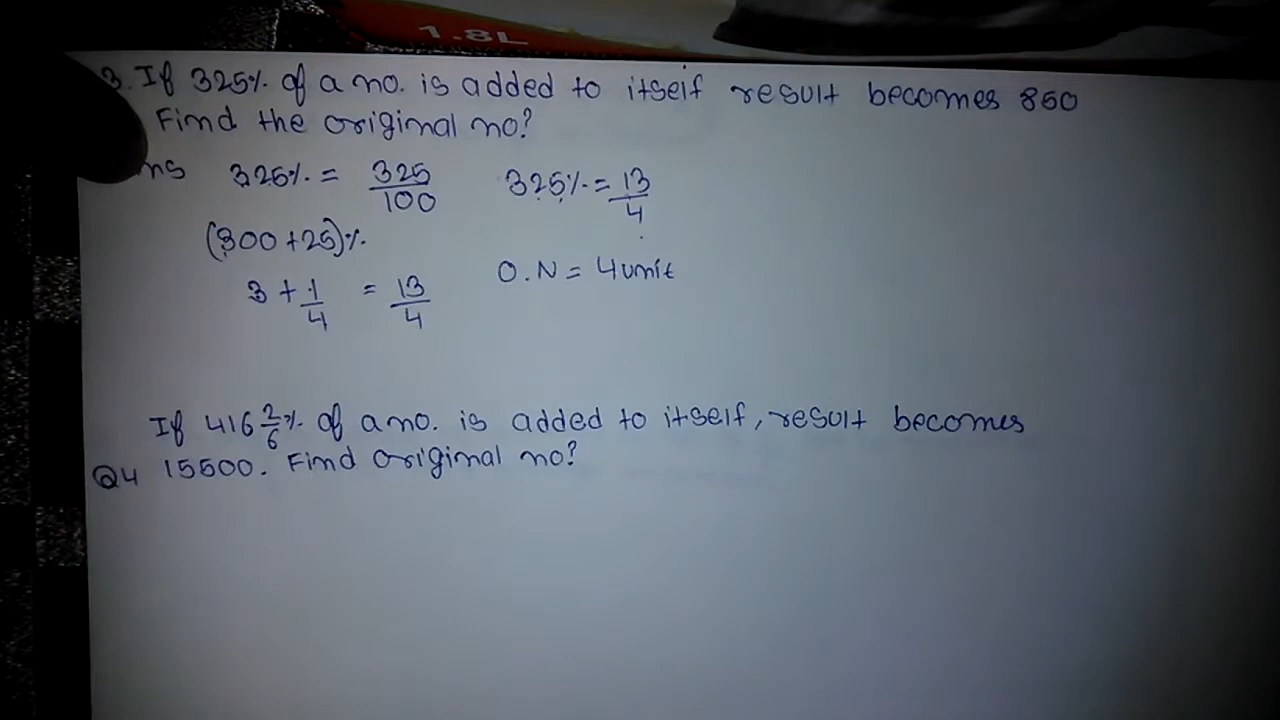 1.8L
3. If 325% of a no. is added to itself result becomes 850
Find the original no?
ns 325% = 325/100 325% = 13/4
(300 + 25)%
3 + 1/4 = 13/4 O.N = 4 unit
If 416 2/6% of a no. is added to itself, result becomes
Q4 15500. Find original no?